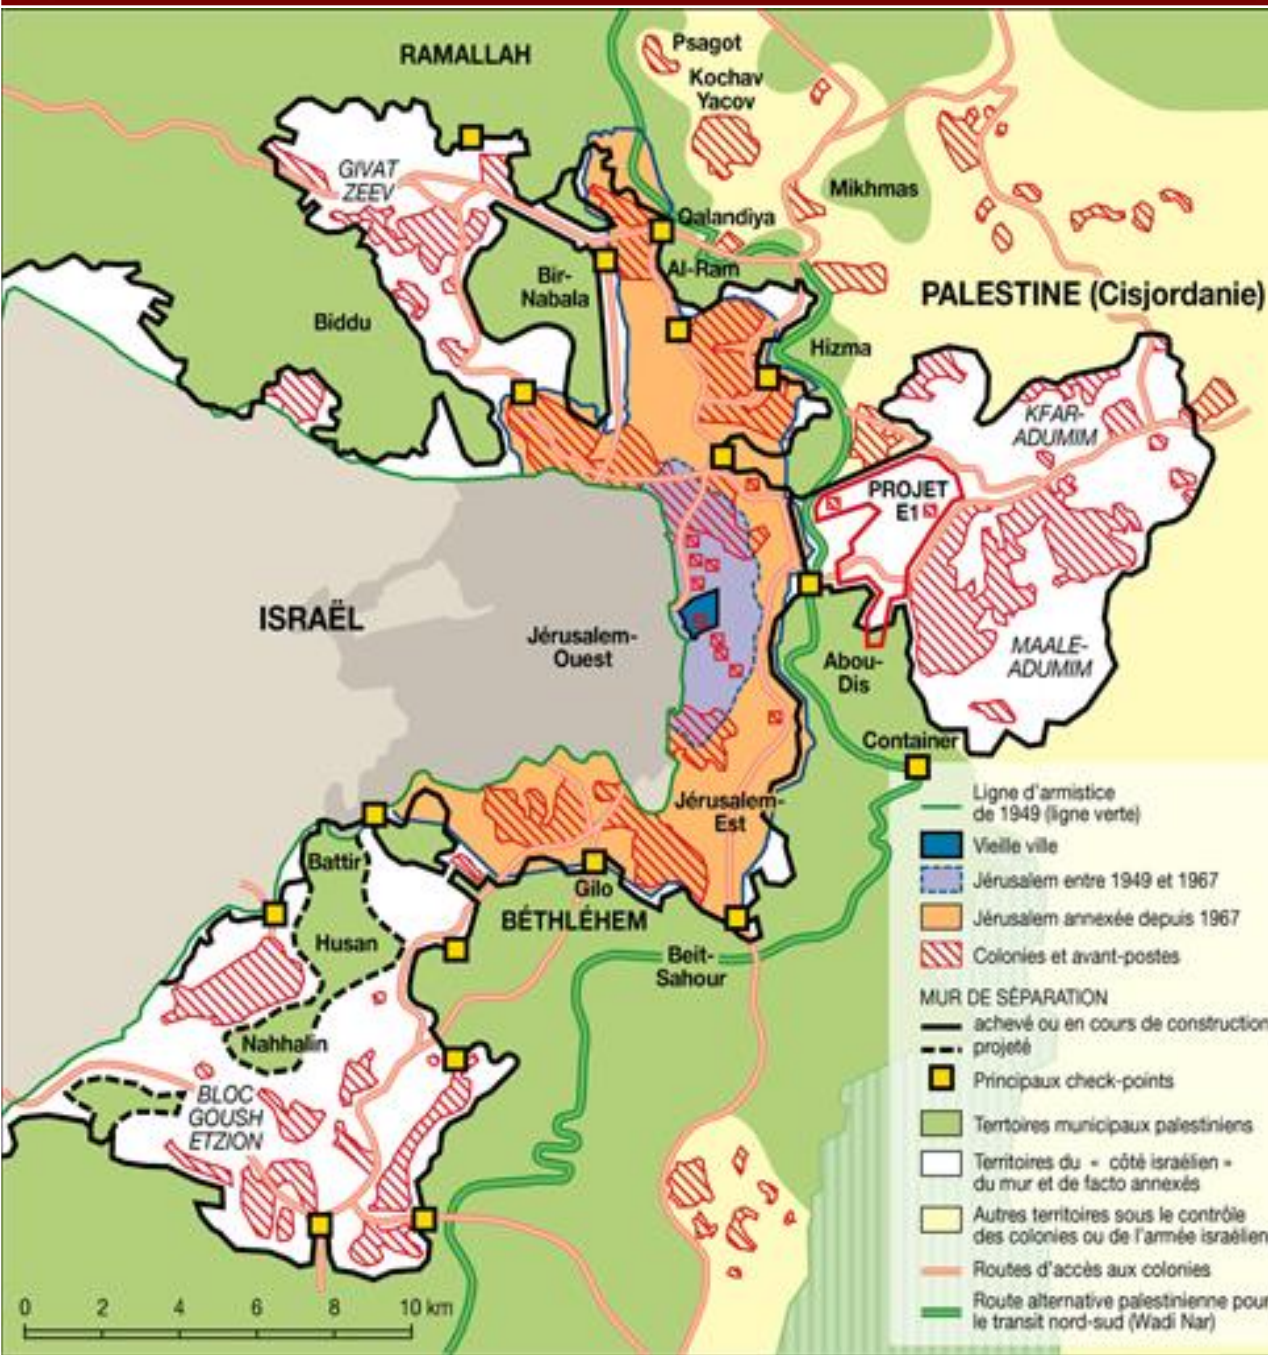 RAMALLAH
Psagot
Kochav
Yacov
GIVAT
ZEEV
Mikhmas
Qalandiya
Bir-
Nabala
Al-Ram
PALESTINE (Cisjordanie)
Biddu
Hizma
KFAR-
ADUMIM
PROJET
E1
ISRAËL
Jérusalem-
Ouest
Abou-
Dis
MAALE-
ADUMIM
Container
Jérusalem-
Est
Battir
Gilo
BÉTHLÉHEM
Husan
Beit-
Sahour
Nahhalin
BLOC
GOUSH
ETZION
Ligne d'armistice
de 1949 (ligne verte)
Vieille ville
Jérusalem entre 1949 et 1967
Jérusalem annexée depuis 1967
Colonies et avant-postes
MUR DE SÉPARATION
achevé ou en cours de construction
projeté
Principaux check-points
Territoires municipaux palestiniens
Territoires du « côté israélien »
du mur et de facto annexés
Autres territoires sous le contrôle
des colonies ou de l'armée israélien
Routes d'accès aux colonies
Route alternative palestinienne pour
le transit nord-sud (Wadi Nar)
0 2 4 6 8 10 km